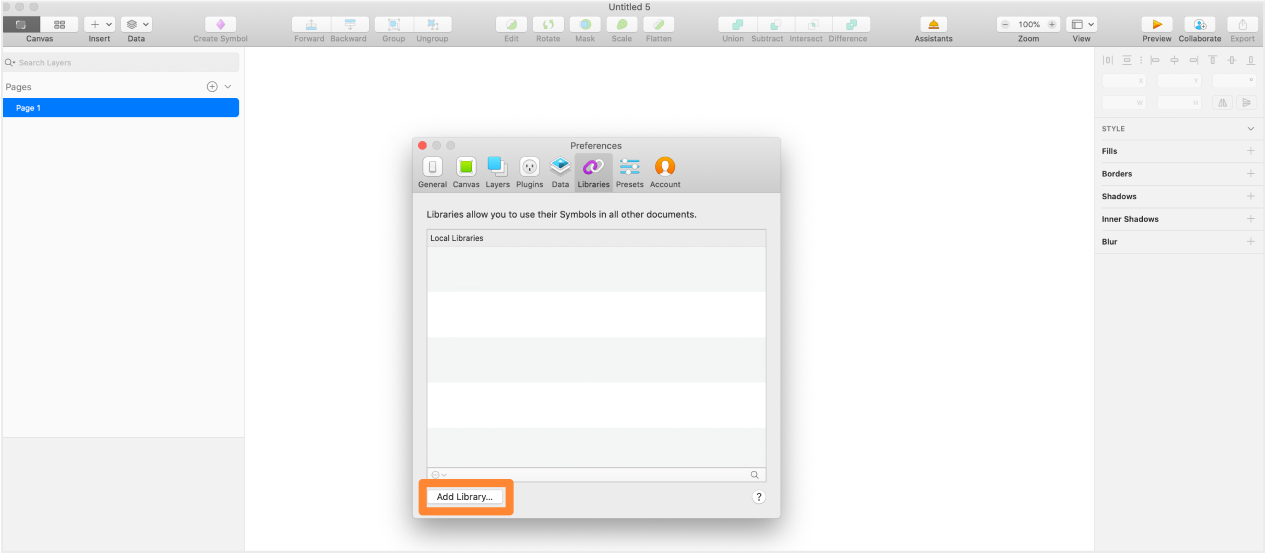 Untitled 5
100%
Canvas Insert Data Create Symbol Forward Backward Group Ungroup Edit Rotate Mask Scale Flatten Union Subtract Intersect Difference Assistants Zoom View Preview Collaborate Export
Search Layers
Pages
Page 1
Preferences
General Canvas Layers Plugins Data Libraries Presets Account
Libraries allow you to use their Symbols in all other documents.
Local Libraries
Add Library...
?
X Y °
W H
STYLE
Fills
Borders
Shadows
Inner Shadows
Blur